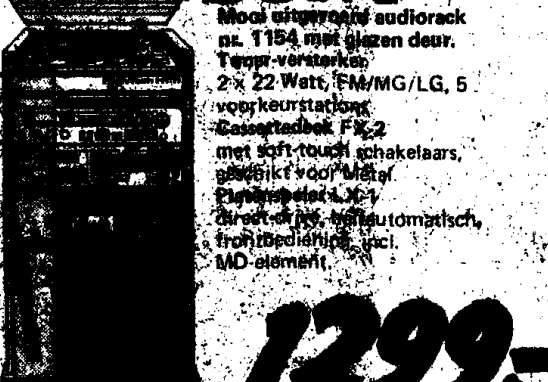 Mooi uitgevoerd audiorack
nr. 1154 met glazen deur.
Tuner-versterker
2 x 22 Watt, FM/MG/LG, 5
voorkeurstations
Cassettedeck FX-2
met soft-touch schakelaars,
geschikt voor Metal
Platenspeler LX-1
direct-drive, automatisch,
frontbediening, incl.
MD-element.
1299.-